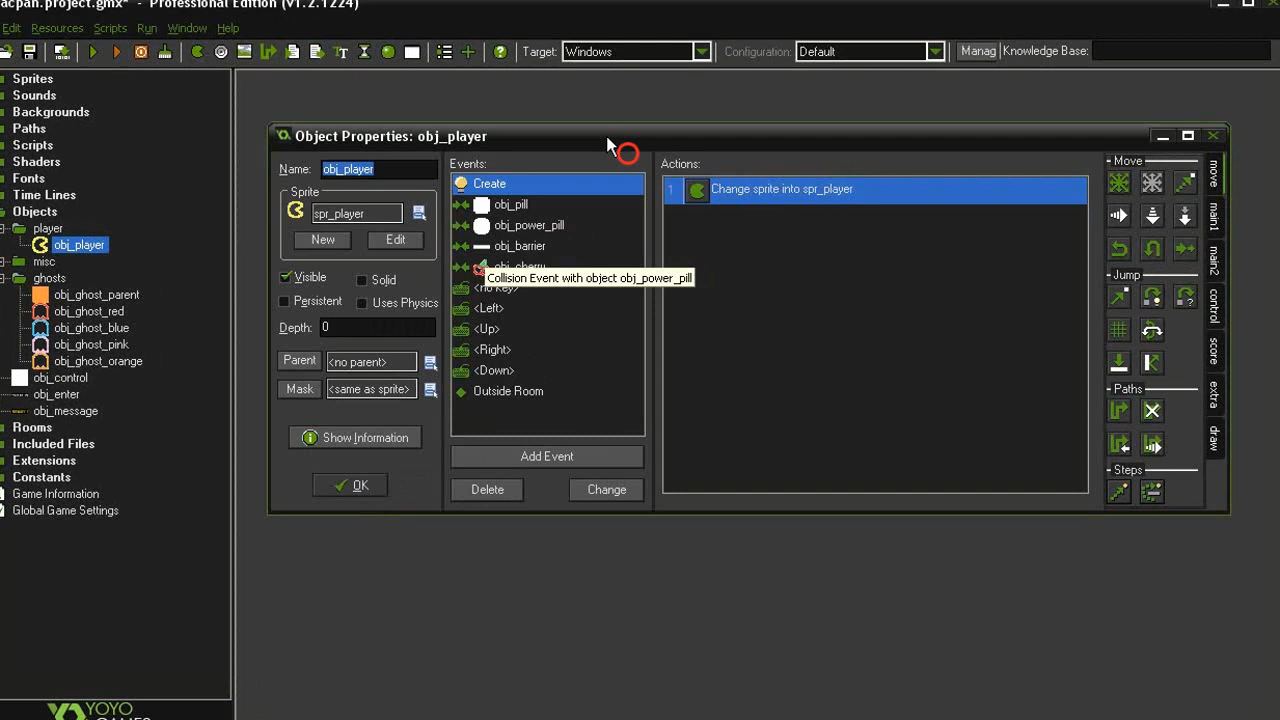 acpan.project.gmx* - Professional Edition (v1.2.1224)
Edit Resources Scripts Run Window Help
Target: Windows Configuration: Default Manag Knowledge Base:
Sprites
Sounds
Backgrounds
Paths
Scripts
Shaders
Fonts
Time Lines
Objects
player
obj_player
misc
ghosts
obj_ghost_parent
obj_ghost_red
obj_ghost_blue
obj_ghost_pink
obj_ghost_orange
obj_control
obj_enter
obj_message
Rooms
Included Files
Extensions
Constants
Game Information
Global Game Settings
YOYO
Object Properties: obj_player
Name: obj_player
Sprite
spr_player
New Edit
Visible Solid
Persistent Uses Physics
Depth: 0
Parent <no parent>
Mask <same as sprite>
Show Information
OK
Events:
Create
obj_pill
obj_power_pill
obj_barrier
obj_cherry
Collision Event with object obj_power_pill
<no key>
<Left>
<Up>
<Right>
<Down>
Outside Room
Add Event
Delete Change
Actions:
1 Change sprite into spr_player
Move
Jump
Paths
Steps
move
main1
main2
control
score
extra
draw